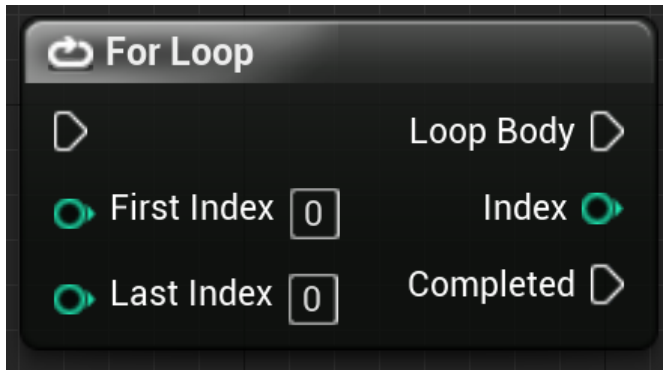 For Loop
Loop Body
First Index 0
Index
Last Index 0
Completed